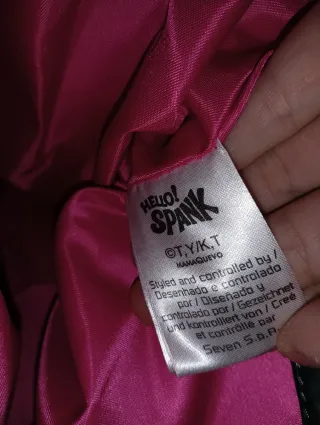 HELLO!
SPANK
©T,Y/K.T
MAMAQUEVO
Styled and controlled by /
Desenhado e controlado
por / Diseñado y
controlado por / Gezeichnet
und kontrolliert von / Creé
et contrôlé par
Seven S.p.A.